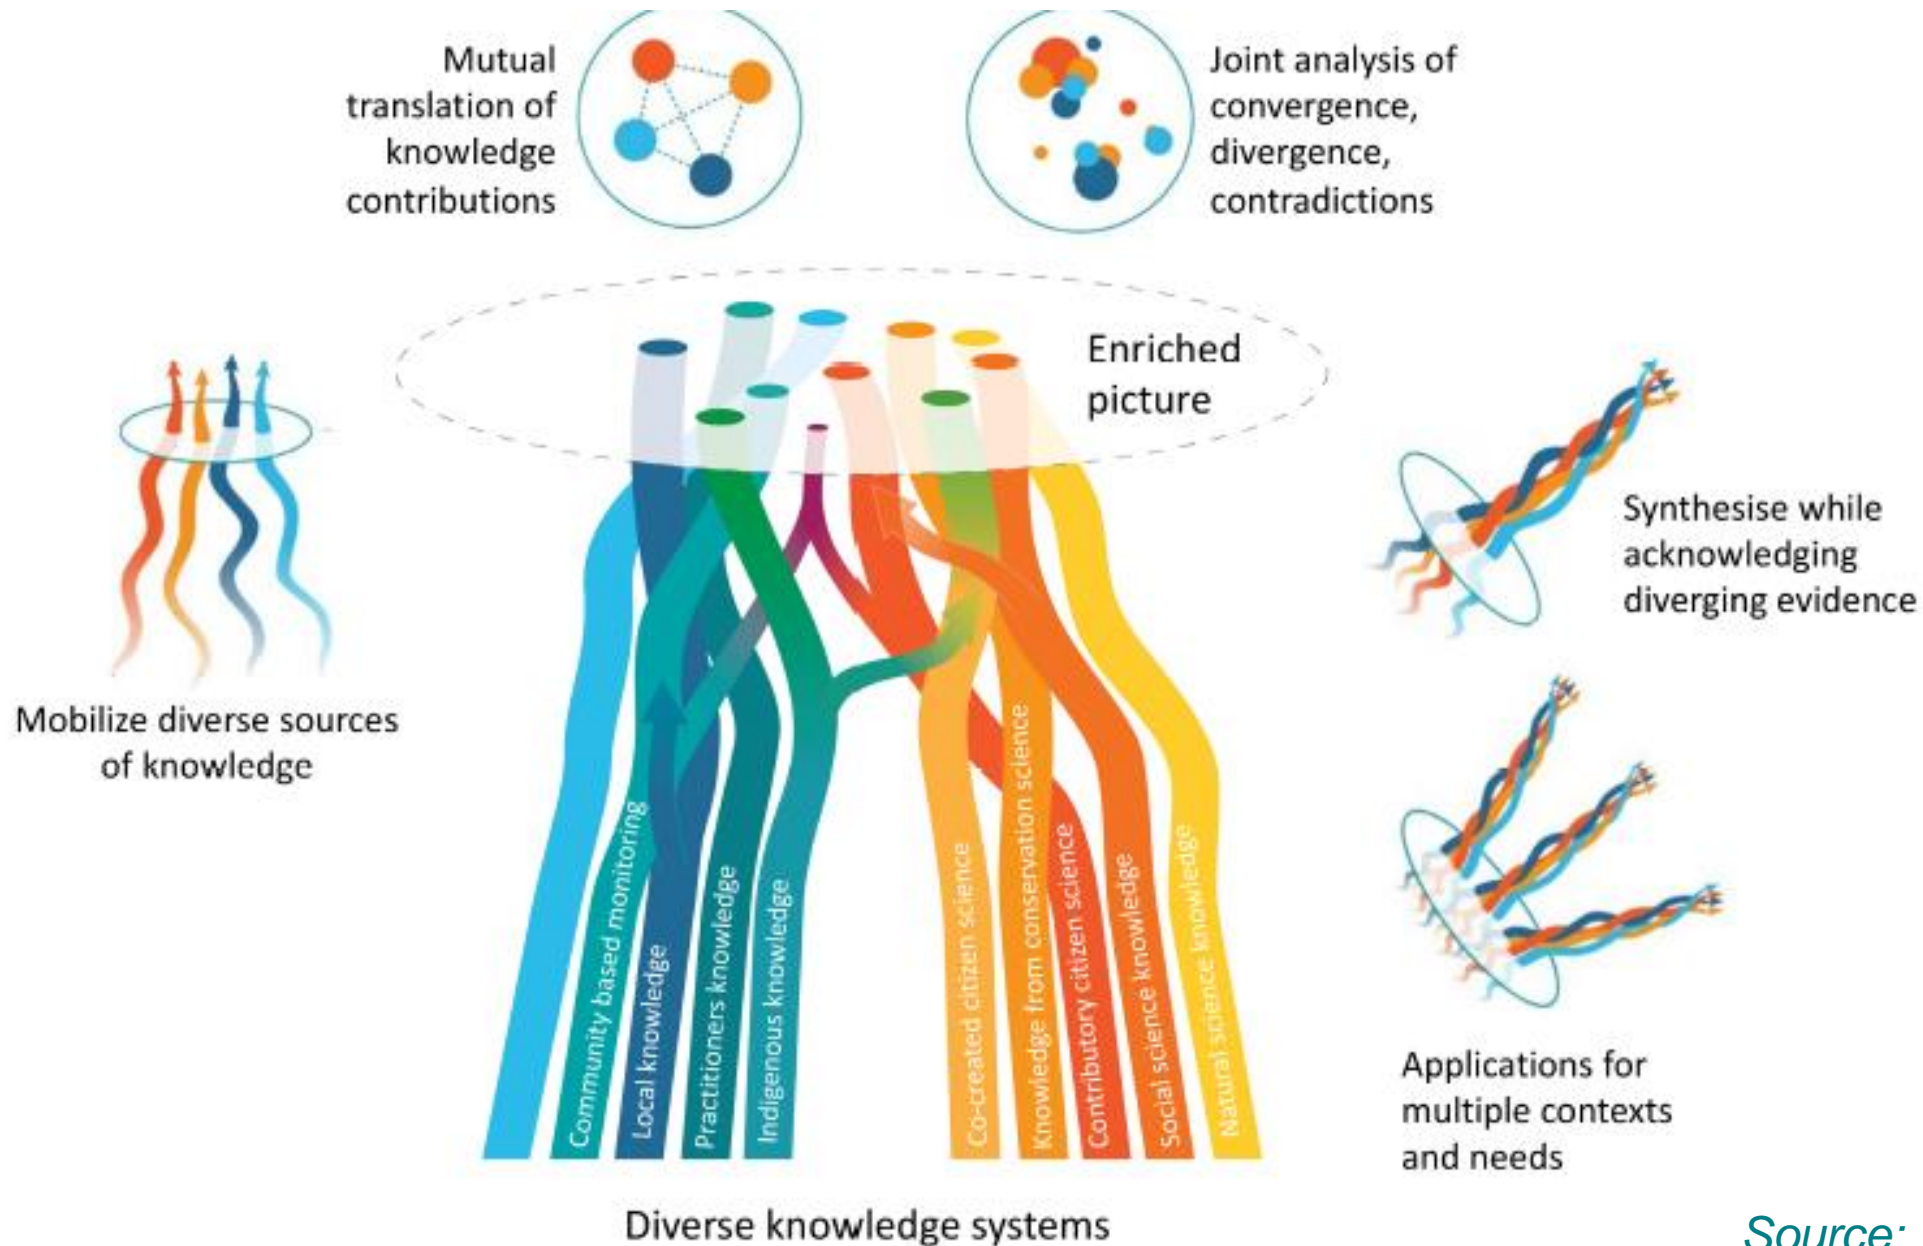 Mutual
translation of
knowledge
contributions
Joint analysis of
convergence,
divergence,
contradictions
Enriched
picture
Mobilize diverse sources
of knowledge
Synthesise while
acknowledging
diverging evidence
Applications for
multiple contexts
and needs
Community based monitoring
Local knowledge
Practitioners knowledge
Indigenous knowledge
Co-created citizen science
Knowledge from conservation science
Contributory citizen science
Social science knowledge
Natural science knowledge
Diverse knowledge systems
Source: